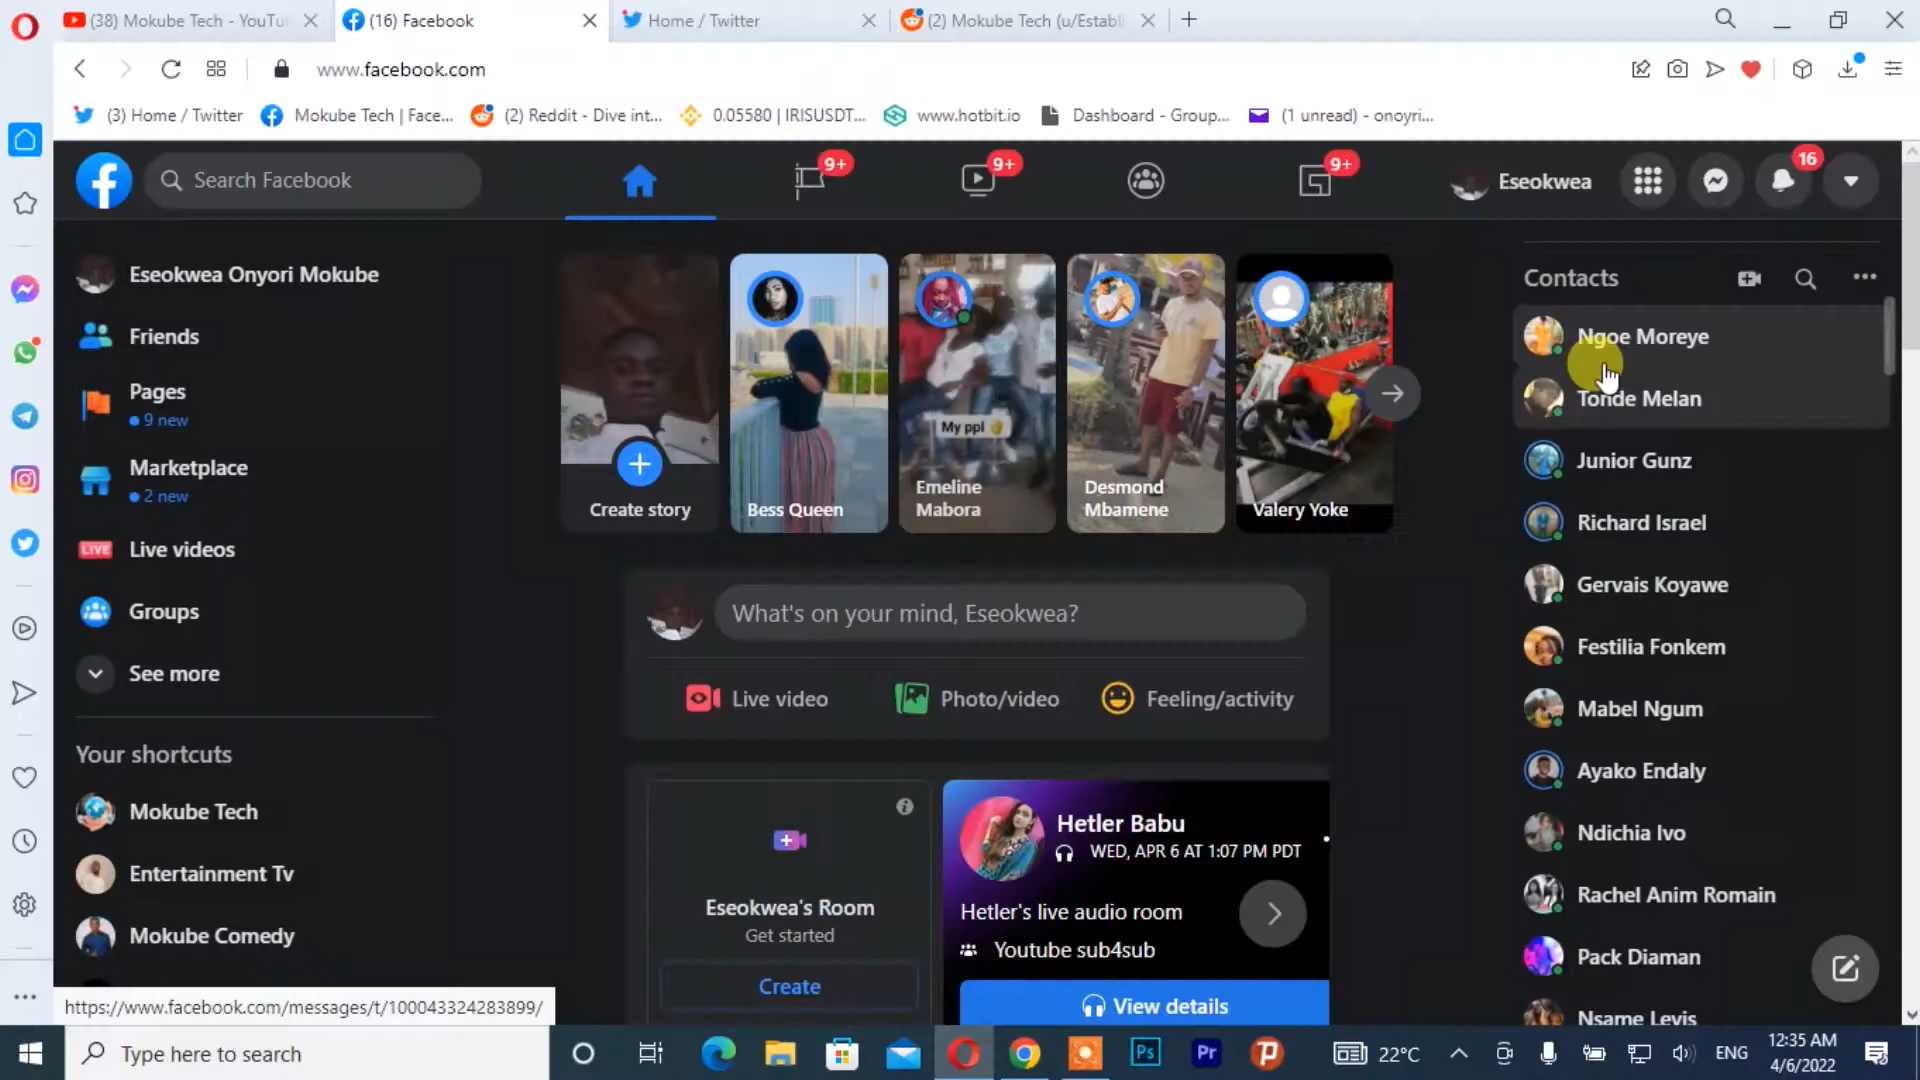 (38) Mokube Tech - YouTu
(16) Facebook
Home / Twitter
(2) Mokube Tech (u/Establ
www.facebook.com
(3) Home / Twitter
Mokube Tech | Face...
(2) Reddit - Dive int...
0.05580 | IRISUSDT...
www.hotbit.io
Dashboard - Group...
(1 unread) - onoyri...
Search Facebook
9+
9+
9+
Eseokwea
16
Eseokwea Onyori Mokube
Friends
Pages
9 new
Marketplace
2 new
LIVE Live videos
Groups
See more
Your shortcuts
Mokube Tech
Entertainment Tv
Mokube Comedy
https://www.facebook.com/messages/t/100043324283899/
Create story
Bess Queen
My ppl
Emeline
Mabora
Desmond
Mbamene
Valery Yoke
What's on your mind, Eseokwea?
Live video
Photo/video
Feeling/activity
Eseokwea's Room
Get started
Create
Hetler Babu
WED, APR 6 AT 1:07 PM PDT
Hetler's live audio room
Youtube sub4sub
View details
Contacts
Ngoe Moreye
Tonde Melan
Junior Gunz
Richard Israel
Gervais Koyawe
Festilia Fonkem
Mabel Ngum
Ayako Endaly
Ndichia Ivo
Rachel Anim Romain
Pack Diaman
Nsame Levis
Type here to search
Ps
Pr
22°C
ENG
12:35 AM
4/6/2022